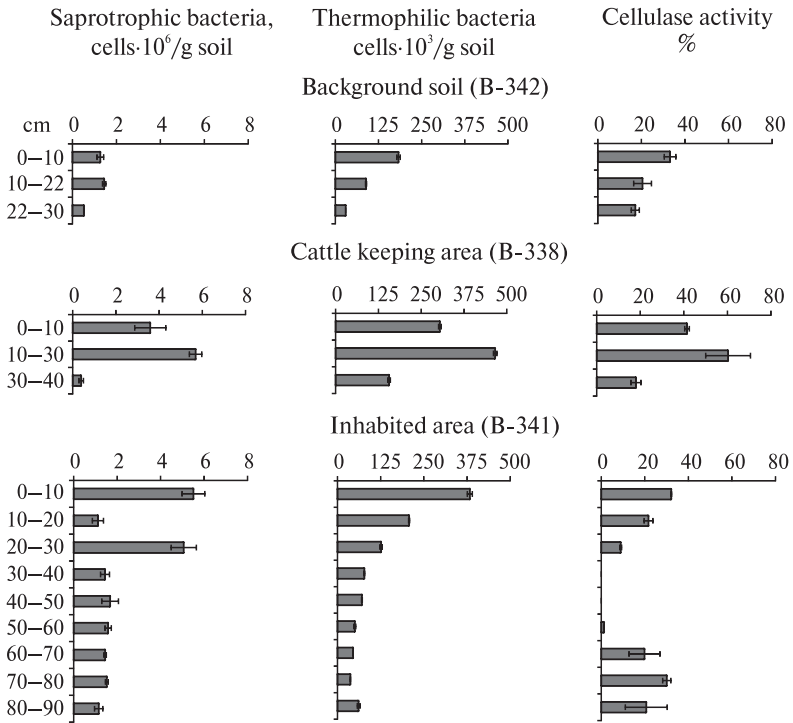 Saprotrophic bacteria, Thermophilic bacteria Cellulase activity
cells·10⁶/g soil cells·10³/g soil %
Background soil (B-342)
cm 0 2 4 6 8 0 125 250 375 500 0 20 40 60 80
0–10
10–22
22–30
Cattle keeping area (B-338)
0 2 4 6 8 0 125 250 375 500 0 20 40 60 80
0–10
10–30
30–40
Inhabited area (B-341)
0 2 4 6 8 0 125 250 375 500 0 20 40 60 80
0–10
10–20
20–30
30–40
40–50
50–60
60–70
70–80
80–90